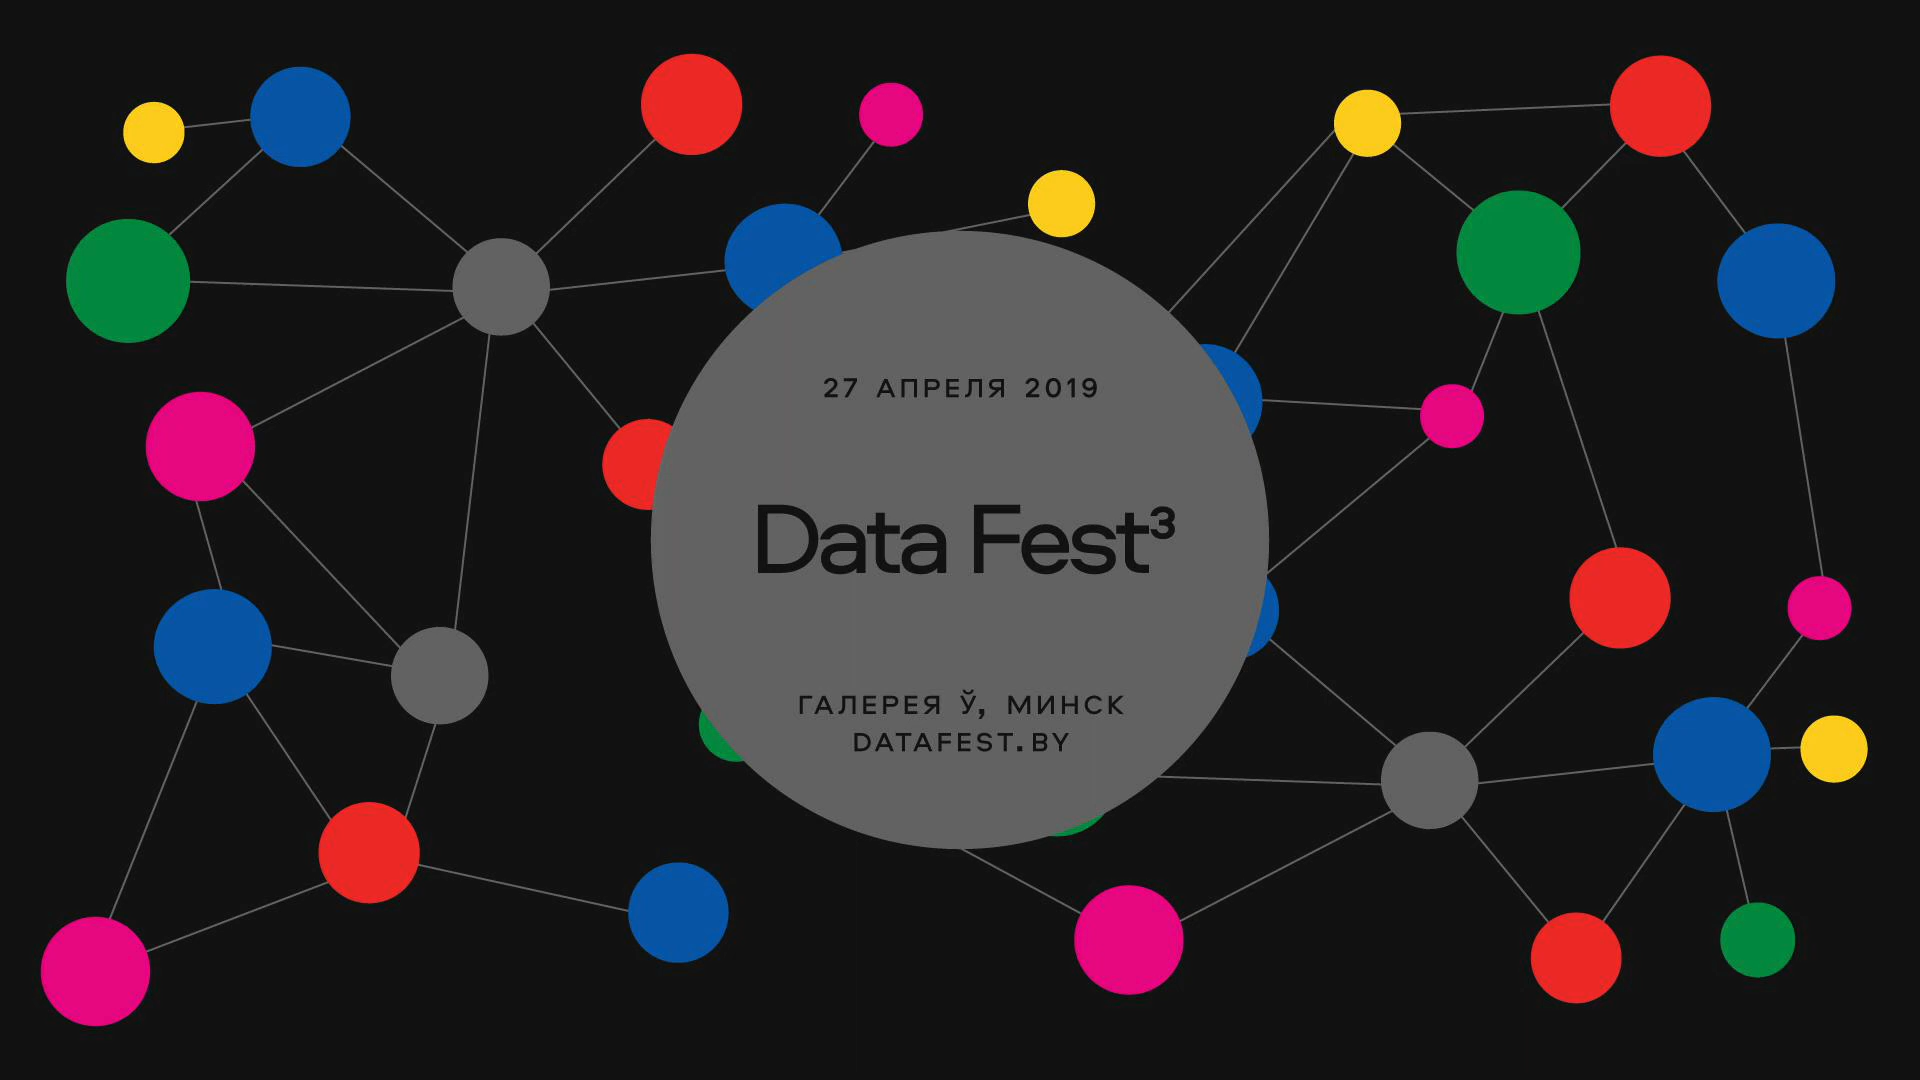 27 АПРЕЛЯ 2019
Data Fest³
ГАЛЕРЕЯ Ў, МИНСК
DATAFEST.BY